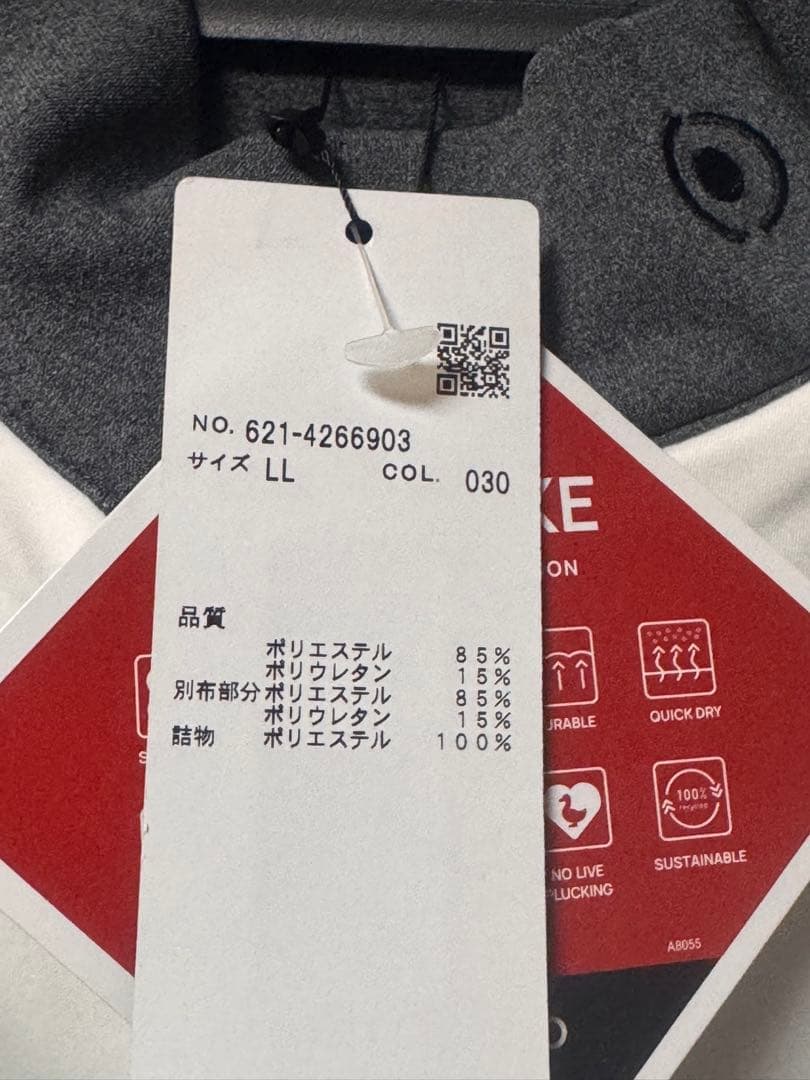 NO. 621-4266903
サイズ LL COL. 030
品質
ポリエステル 85%
ポリウレタン 15%
別布部分 ポリエステル 85%
ポリウレタン 15%
詰物 ポリエステル 100%
KE
ON
URABLE
QUICK DRY
100%
recycled
NO LIVE
PLUCKING
SUSTAINABLE
A8055